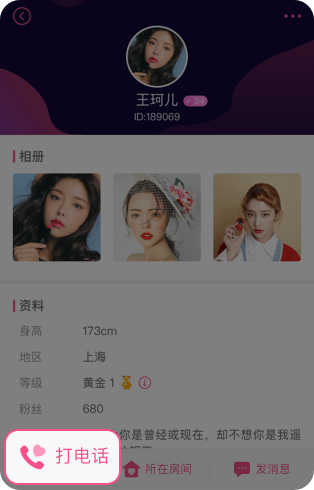 王珂儿 24
ID:189069
相册
资料
身高 173cm
地区 上海
等级 黄金 1
粉丝 680
你是曾经或现在，却不想你是我遥
打电话 所在房间 发消息